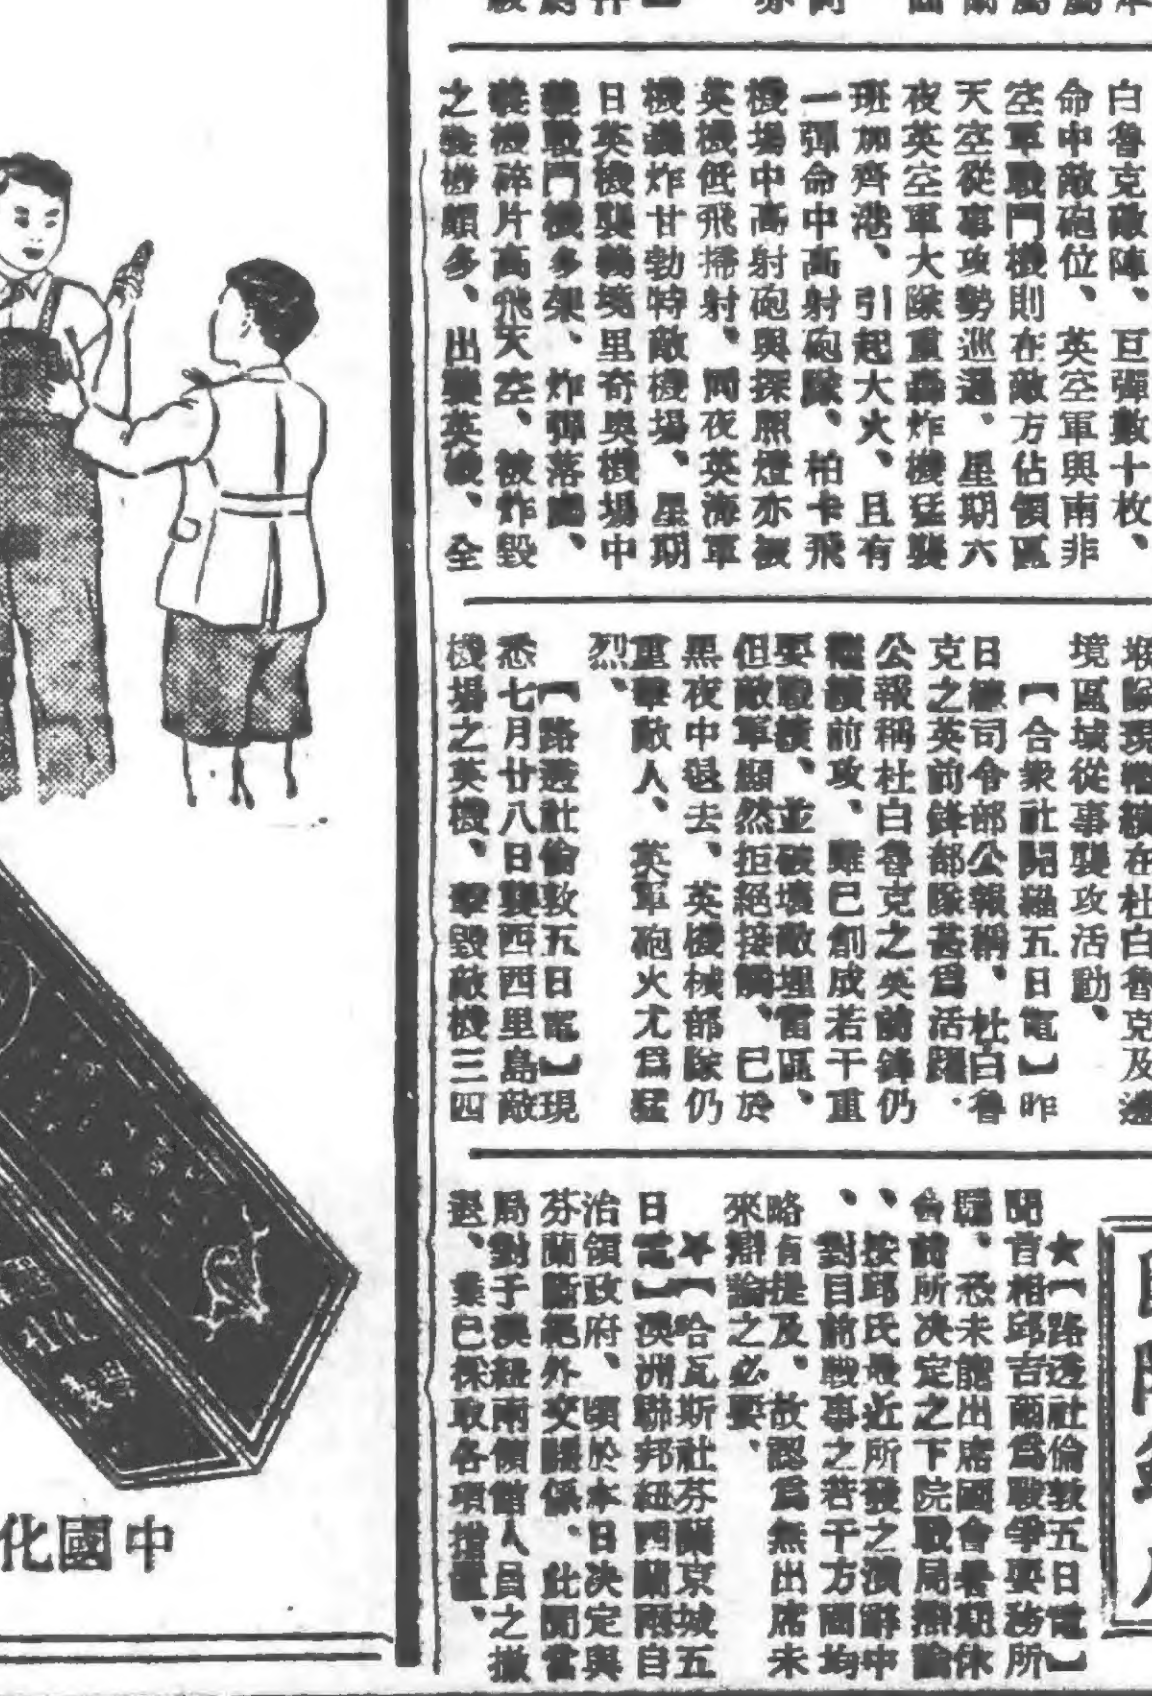 白魯克敵陣、巨彈數十枚、
命中敵砲位、英空軍與南非
空軍戰鬥機則在敵方佔領區
天空從事攻勢巡邏、星期六
夜英空軍大隊重轟炸機猛襲
班加齊港、引起大火、且有
一彈命中高射砲隊、柏卡飛
機場中高射砲與探照燈亦被
英機低飛掃射、同夜英海軍
機轟炸甘勃特敵機場、星期
日英機襲義境里奇奧機場中
戰鬥機多架、炸彈落處、
機碎片高飛天空、被炸毀
之機頗多、出襲英機、全
現在杜白魯克及邊
境區域從事襲攻活動、
【合衆社開羅五日電】昨
日總司令部公報稱、杜白魯
克之英前鋒部隊甚爲活躍、
公報稱杜白魯克之英前鋒仍
繼續前攻、雖已創成若干重
要戰績、並破壞敵埋雷區、
但敵軍顯然拒絕接觸、已於
黑夜中退去、英機械部隊仍
重擊敵人、英軍砲火尤爲猛
烈、
【路透社倫敦五日電】現
悉七月廿八日襲西西里島敵
機場之英機、擊毀敵機三四
★【路透社倫敦五日電】
聞首相邱吉爾爲戰爭要務所
羈、恐未能出席國會暑期休
會前所决定之下院戰局辯論
、按邱氏最近所發之演辭中
、對目前戰事之若干方面均
略有提及、故認爲無出席未
來辯論之必要、
★【哈瓦斯社芬蘭京城五
日電】澳洲聯邦紐西蘭兩自
治領政府、頃於本日决定與
芬蘭斷絕外交關係、此間當
局對于澳紐兩領館人員之撤
退、業已採取各項措置、
中國化